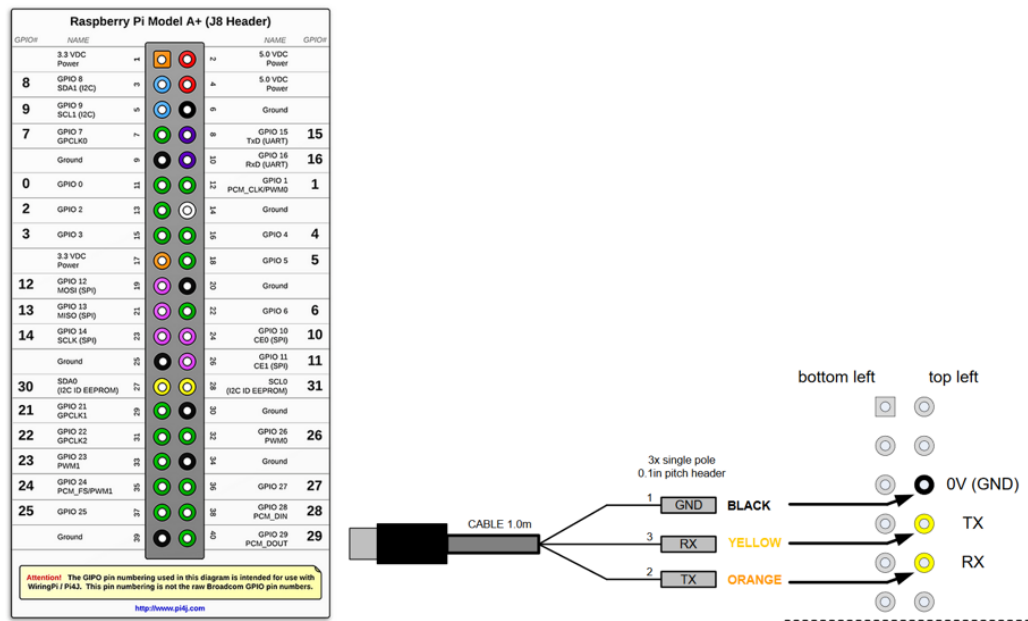 Raspberry Pi Model A+ (J8 Header)
GPIO# NAME NAME GPIO#
3.3 VDC
Power 1 2 5.0 VDC
Power
8 GPIO 8
SDA1 (I2C) 3 4 5.0 VDC
Power
9 GPIO 9
SCL1 (I2C) 5 6 Ground
7 GPIO 7
GPCLK0 7 8 GPIO 15
TxD (UART) 15
Ground 9 10 GPIO 16
RxD (UART) 16
0 GPIO 0 11 12 GPIO 1
PCM_CLK/PWM0 1
2 GPIO 2 13 14 Ground
3 GPIO 3 15 16 GPIO 4 4
3.3 VDC
Power 17 18 GPIO 5 5
12 GPIO 12
MOSI (SPI) 19 20 Ground
13 GPIO 13
MISO (SPI) 21 22 GPIO 6 6
14 GPIO 14
SCLK (SPI) 23 24 GPIO 10
CE0 (SPI) 10
Ground 25 26 GPIO 11
CE1 (SPI) 11
30 SDA0
(I2C ID EEPROM) 27 28 SCL0
(I2C ID EEPROM) 31
21 GPIO 21
GPCLK1 29 30 Ground
22 GPIO 22
GPCLK2 31 32 GPIO 26
PWM0 26
23 GPIO 23
PWM1 33 34 Ground
24 GPIO 24
PCM_FS/PWM1 35 36 GPIO 27 27
25 GPIO 25 37 38 GPIO 28
PCM_DIN 28
Ground 39 40 GPIO 29
PCM_DOUT 29
Attention! The GIPO pin numbering used in this diagram is intended for use with
WiringPi / Pi4J. This pin numbering is not the raw Broadcom GPIO pin numbers.
http://www.pi4j.com
bottom left top left
3x single pole
0.1in pitch header
CABLE 1.0m
1 GND BLACK 0V (GND)
3 RX YELLOW TX
2 TX ORANGE RX